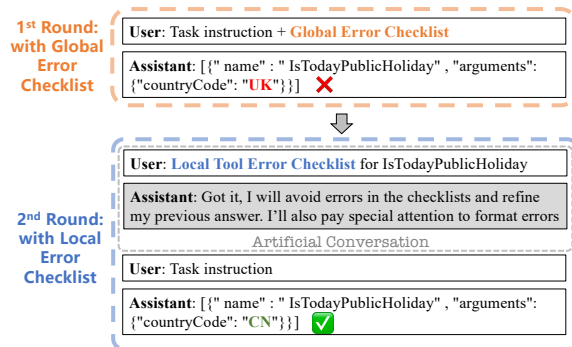 1st Round:
with Global
Error
Checklist
User: Task instruction + Global Error Checklist
Assistant: [{" name" : " IsTodayPublicHoliday" , "arguments":
{"countryCode": "UK"}}]
2nd Round:
with Local
Error
Checklist
User: Local Tool Error Checklist for IsTodayPublicHoliday
Assistant: Got it, I will avoid errors in the checklists and refine
my previous answer. I'll also pay special attention to format errors
Artificial Conversation
User: Task instruction
Assistant: [{" name" : " IsTodayPublicHoliday" , "arguments":
{"countryCode": "CN"}}]